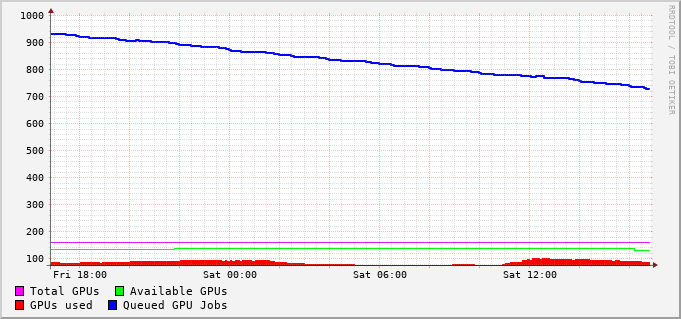 1000
900
800
700
600
500
400
300
200
100
Fri 18:00 Sat 00:00 Sat 06:00 Sat 12:00
Total GPUs Available GPUs
GPUs used Queued GPU Jobs
RRDTOOL / TOBI OETIKER